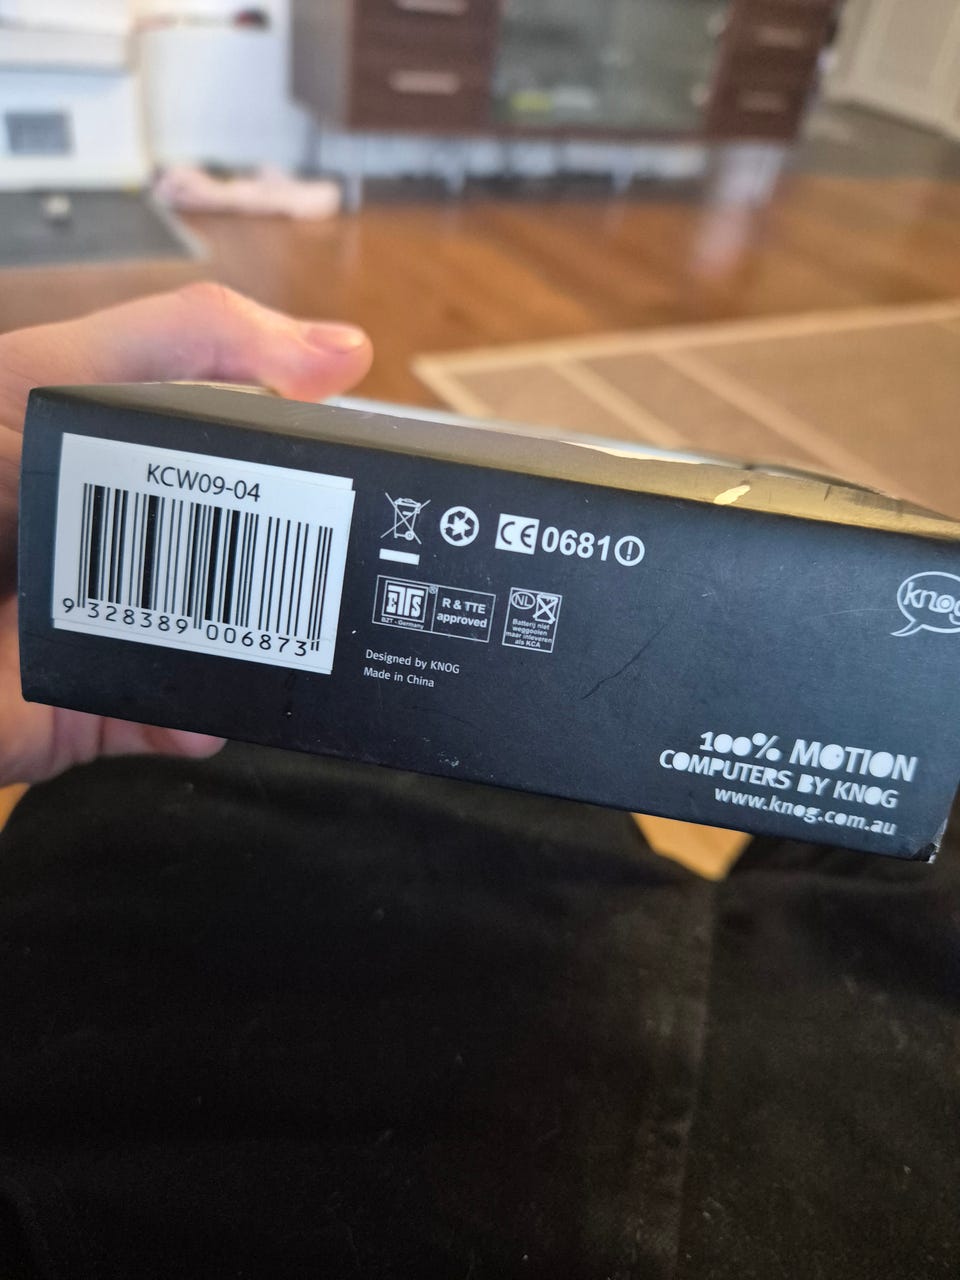 KCW09-04
9 328389 006873
CE 0681
ETS ®
BZT - Germany
R & TTE
approved
NL
Batterij niet
weggooien
maar inleveren
als KCA
Designed by KNOG
Made in China
knog
100% MOTION
COMPUTERS BY KNOG
www.knog.com.au